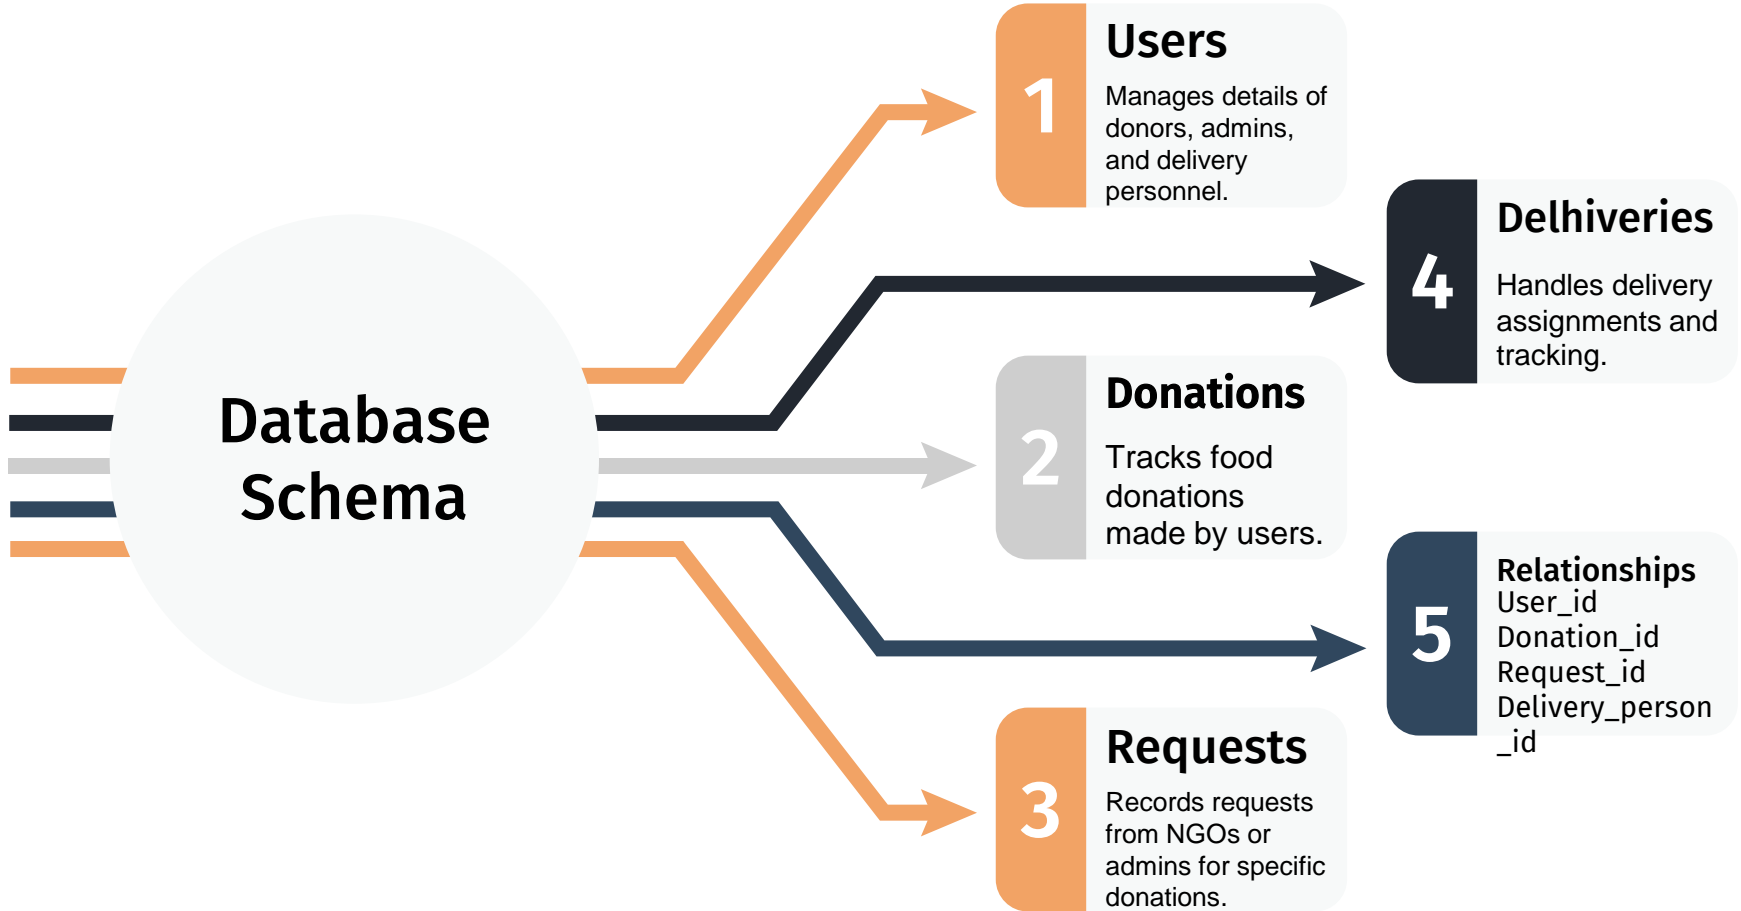 Database
Schema
1
Users
Manages details of
donors, admins,
and delivery
personnel.
2
Donations
Tracks food
donations
made by users.
3
Requests
Records requests
from NGOs or
admins for specific
donations.
4
Delhiveries
Handles delivery
assignments and
tracking.
5
Relationships
User_id
Donation_id
Request_id
Delivery_person
_id